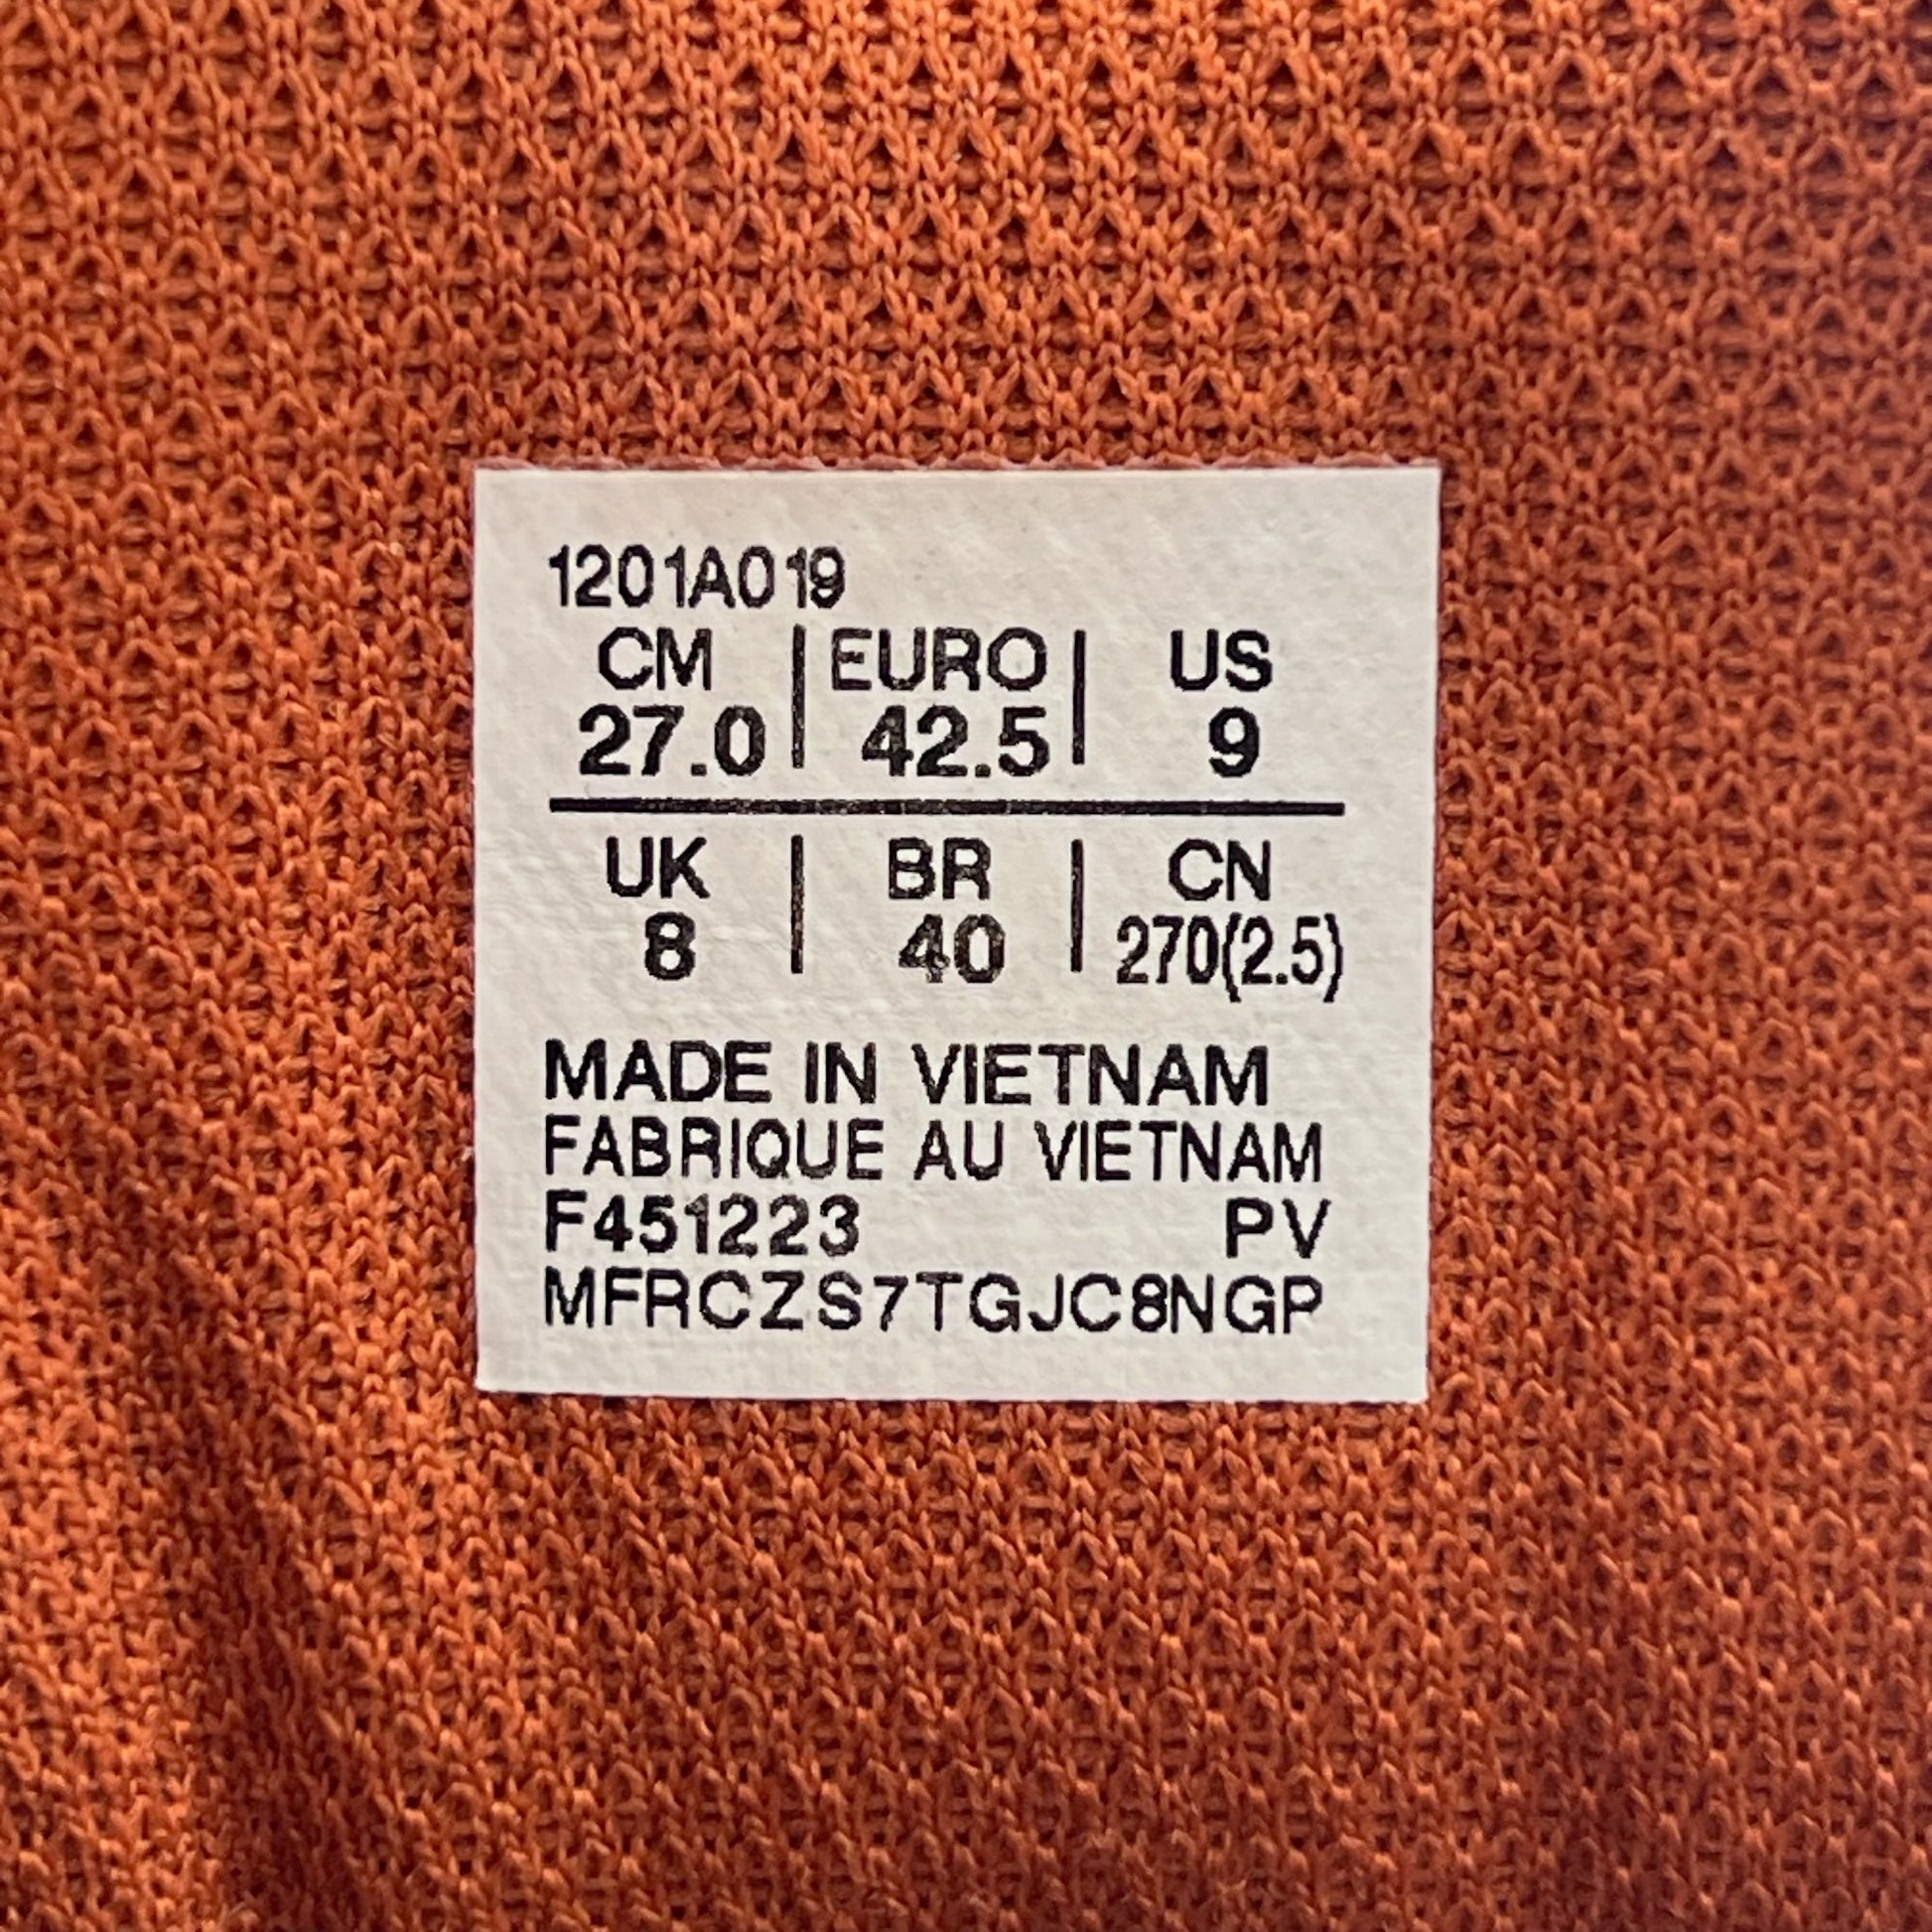 1201A019
CM | EURO | US
27.0 | 42.5 | 9
UK | BR | CN
8 | 40 | 270(2.5)
MADE IN VIETNAM
FABRIQUE AU VIETNAM
F451223 PV
MFRCZS7TGJC8NGP